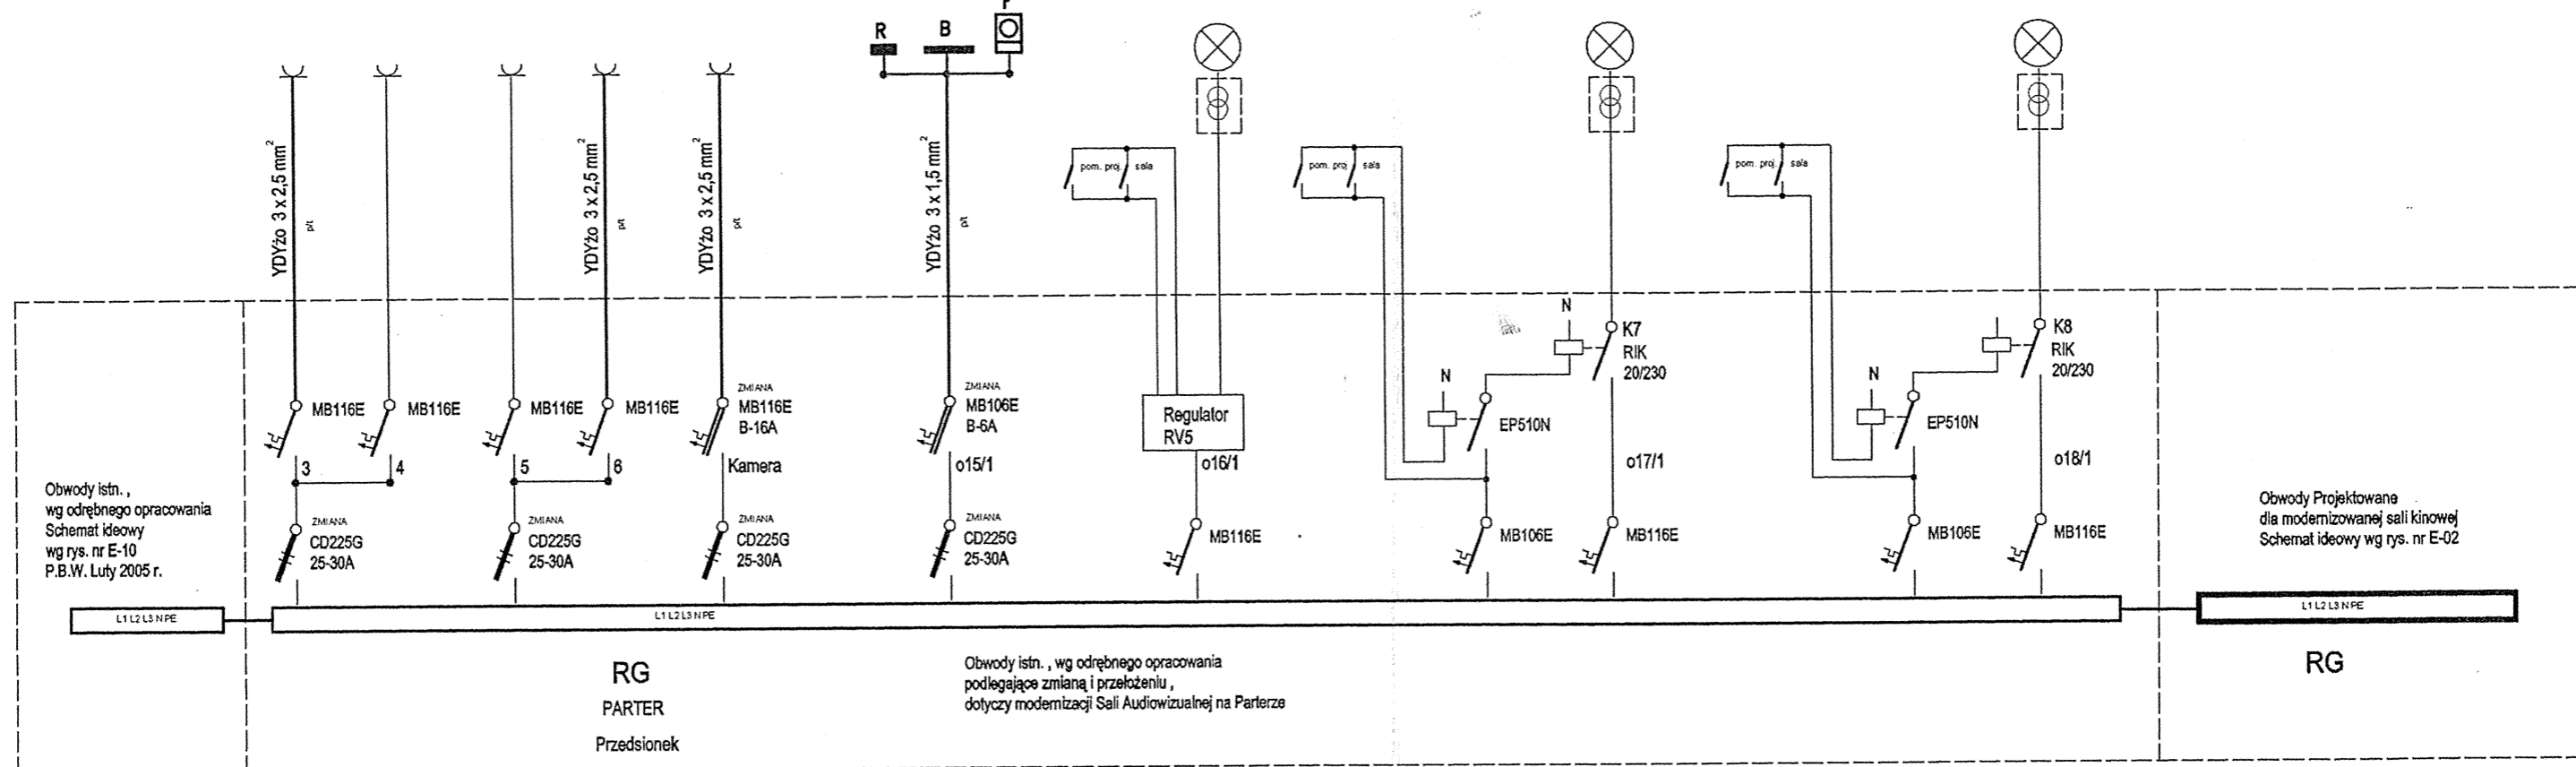 R
B
YDYżo 3 x 2,5 mm²
p/t
YDYżo 3 x 2,5 mm²
p/t
YDYżo 3 x 2,5 mm²
p/t
YDYżo 3 x 1,5 mm²
p/t
pom. proj. sala
pom. proj sala
pom. proj. sala
MB116E
MB116E
MB116E
MB116E
ZMIANA
MB116E
B-16A
ZMIANA
MB106E
B-6A
Regulator
RV5
N
EP510N
N
K7
RIK
20/230
N
EP510N
K8
RIK
20/230
3
4
5
6
Kamera
o15/1
o16/1
o17/1
o18/1
Obwody istn. ,
wg odrębnego opracowania
Schemat ideowy
wg rys. nr E-10
P.B.W. Luty 2005 r.
ZMIANA
CD225G
25-30A
ZMIANA
CD225G
25-30A
ZMIANA
CD225G
25-30A
ZMIANA
CD225G
25-30A
MB116E
MB106E
MB116E
MB106E
MB116E
Obwody Projektowane
dla modernizowanej sali kinowej
Schemat ideowy wg rys. nr E-02
L1 L2 L3 N PE
L1 L2 L3 N PE
L1 L2 L3 N PE
RG
PARTER
Przedsionek
Obwody istn. , wg odrębnego opracowania
podlegające zmianą i przełożeniu ,
dotyczy modernizacji Sali Audiowizualnej na Parterze
RG